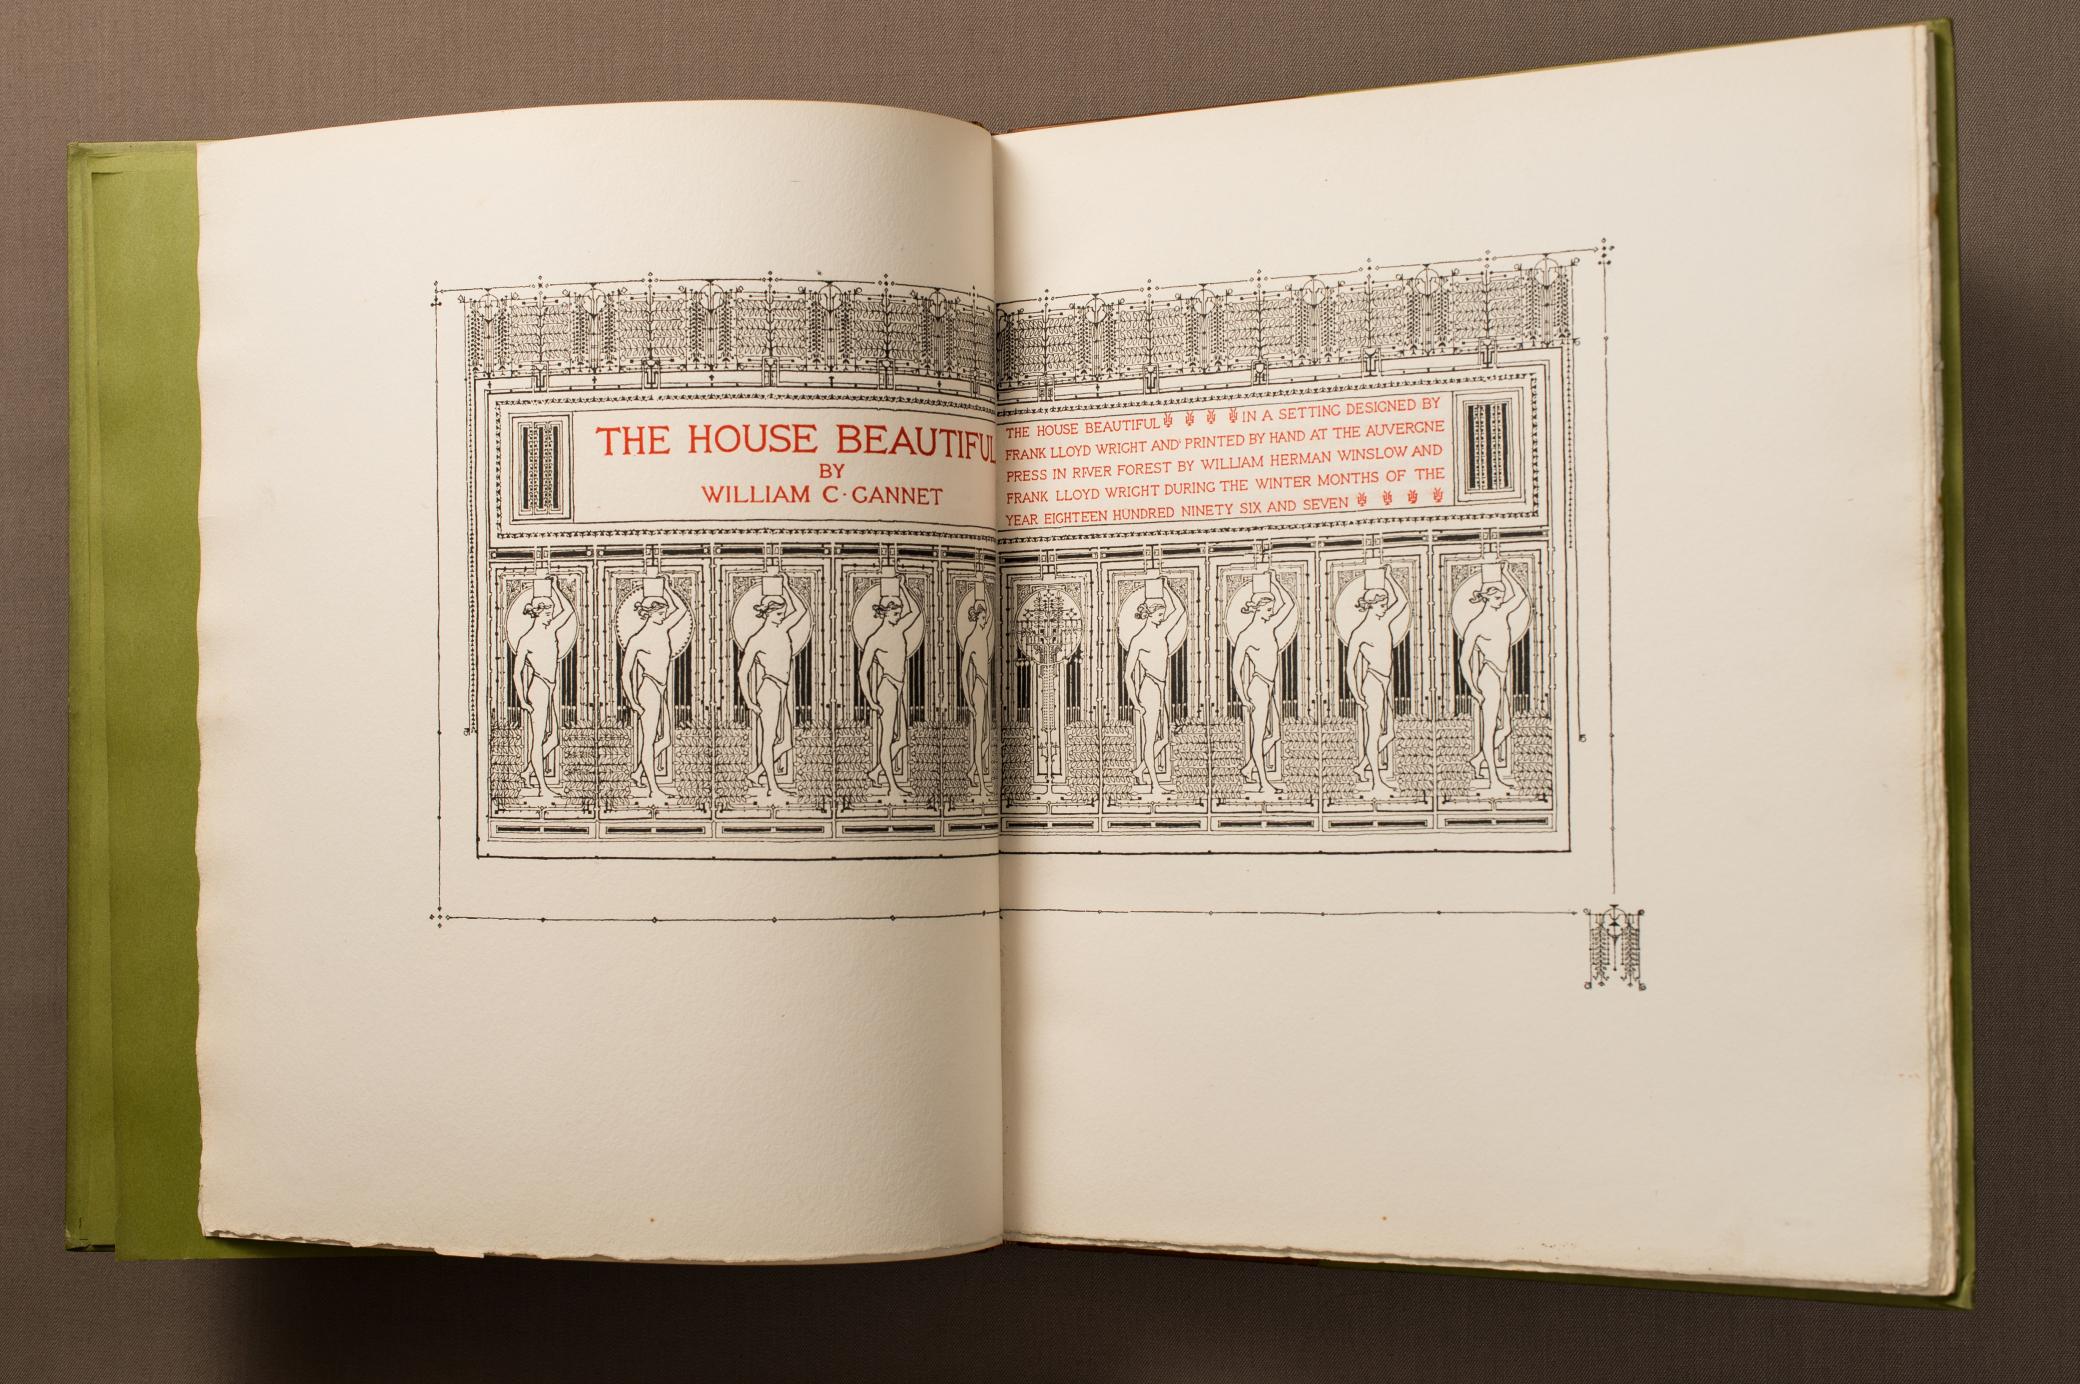 THE HOUSE BEAUTIFUL
BY
WILLIAM C · GANNET
THE HOUSE BEAUTIFUL IN A SETTING DESIGNED BY
FRANK LLOYD WRIGHT AND PRINTED BY HAND AT THE AUVERGNE
PRESS IN RIVER FOREST BY WILLIAM HERMAN WINSLOW AND
FRANK LLOYD WRIGHT DURING THE WINTER MONTHS OF THE
YEAR EIGHTEEN HUNDRED NINETY SIX AND SEVEN